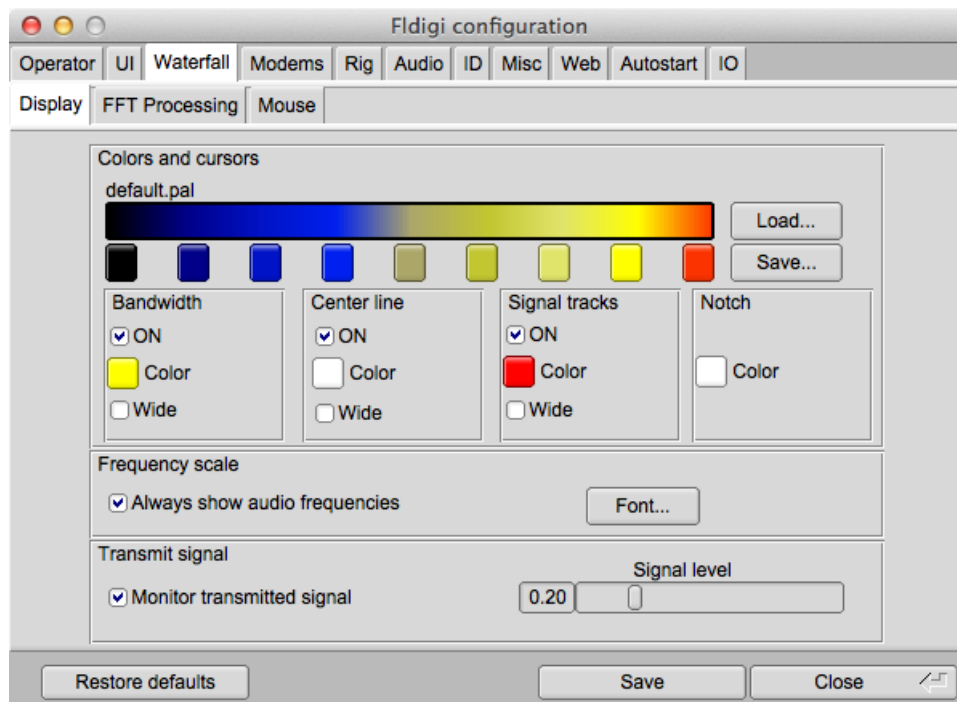 Fldigi configuration
Operator UI Waterfall Modems Rig Audio ID Misc Web Autostart IO
Display FFT Processing Mouse
Colors and cursors
default.pal
Load...
Save...
Bandwidth Center line Signal tracks Notch
ON ON ON
Color Color Color Color
Wide Wide Wide
Frequency scale
Always show audio frequencies Font...
Transmit signal
Signal level
Monitor transmitted signal 0.20
Restore defaults Save Close